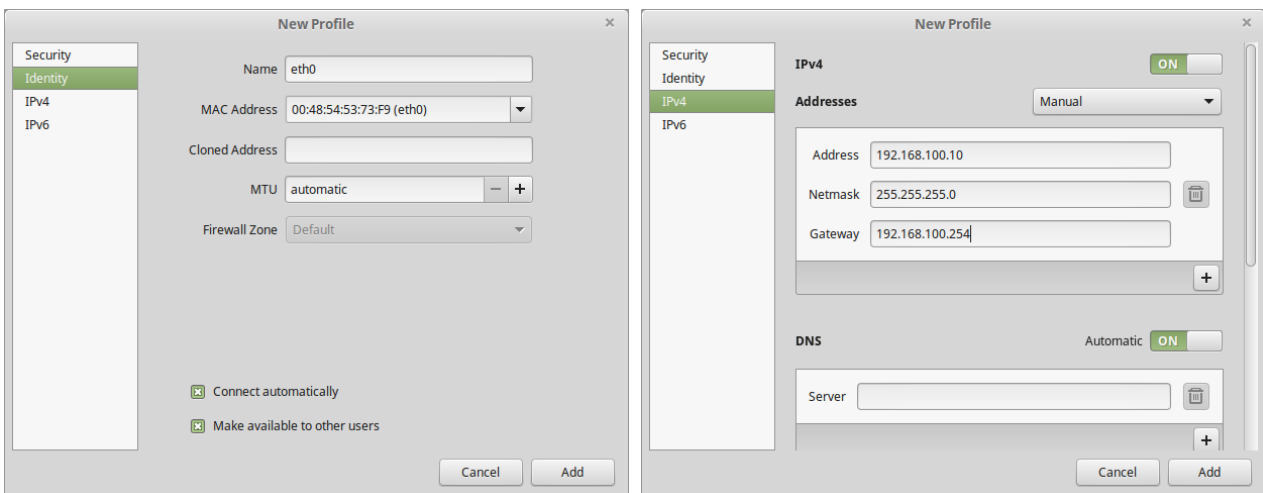 New Profile
Security
Identity
IPv4
IPv6
Name eth0
MAC Address 00:48:54:53:73:F9 (eth0)
Cloned Address
MTU automatic
Firewall Zone Default
Connect automatically
Make available to other users
Cancel Add
New Profile
Security
Identity
IPv4
IPv6
IPv4 ON
Addresses Manual
Address 192.168.100.10
Netmask 255.255.255.0
Gateway 192.168.100.254
DNS Automatic ON
Server
Cancel Add